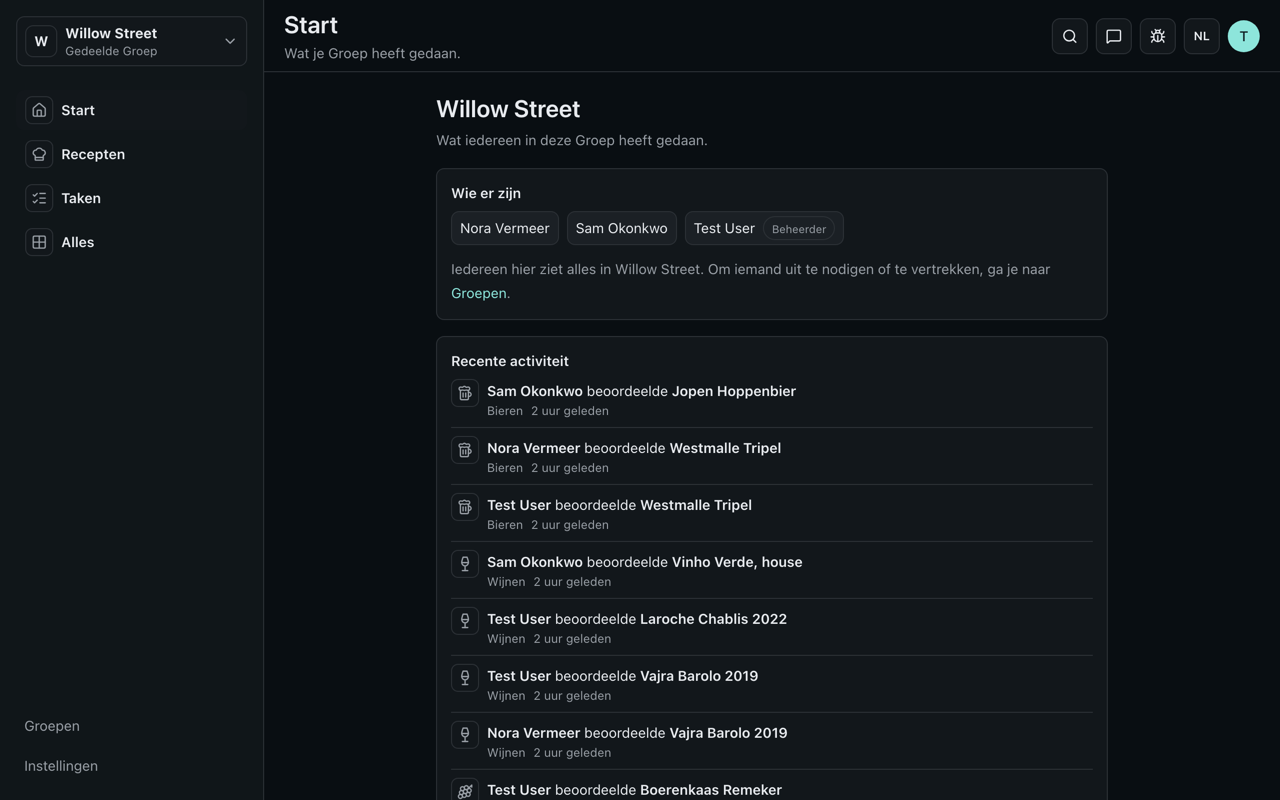 W
Willow Street
Gedeelde Groep
Start
Recepten
Taken
Alles
Groepen
Instellingen
Start
Wat je Groep heeft gedaan.
NL
T
Willow Street
Wat iedereen in deze Groep heeft gedaan.
Wie er zijn
Nora Vermeer
Sam Okonkwo
Test User Beheerder
Iedereen hier ziet alles in Willow Street. Om iemand uit te nodigen of te vertrekken, ga je naar
Groepen.
Recente activiteit
Sam Okonkwo beoordeelde Jopen Hoppenbier
Bieren 2 uur geleden
Nora Vermeer beoordeelde Westmalle Tripel
Bieren 2 uur geleden
Test User beoordeelde Westmalle Tripel
Bieren 2 uur geleden
Sam Okonkwo beoordeelde Vinho Verde, house
Wijnen 2 uur geleden
Test User beoordeelde Laroche Chablis 2022
Wijnen 2 uur geleden
Test User beoordeelde Vajra Barolo 2019
Wijnen 2 uur geleden
Nora Vermeer beoordeelde Vajra Barolo 2019
Wijnen 2 uur geleden
Test User beoordeelde Boerenkaas Remeker